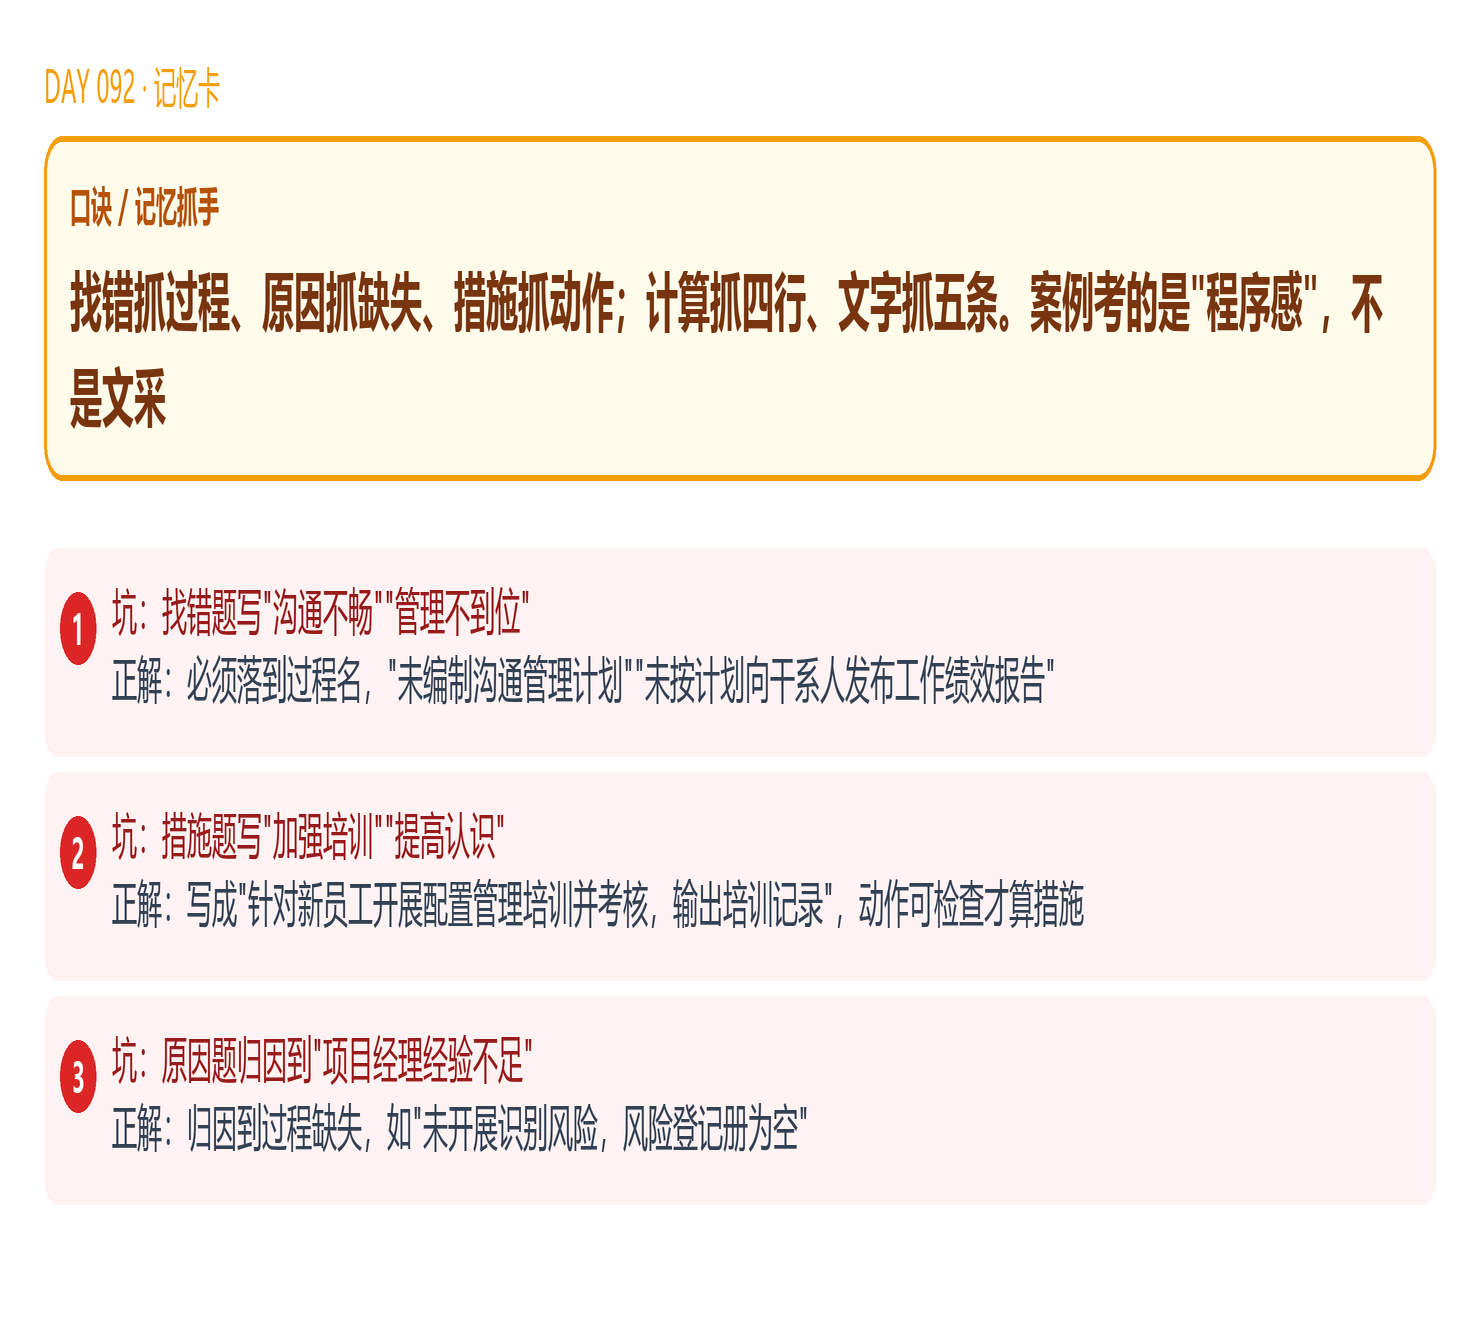 DAY 092 · 记忆卡
口诀 / 记忆抓手
找错抓过程、原因抓缺失、措施抓动作；计算抓四行、文字抓五条。案例考的是"程序感"，不
是文采
1
坑：找错题写"沟通不畅""管理不到位"
正解：必须落到过程名，"未编制沟通管理计划""未按计划向干系人发布工作绩效报告"
2
坑：措施题写"加强培训""提高认识"
正解：写成"针对新员工开展配置管理培训并考核，输出培训记录"，动作可检查才算措施
3
坑：原因题归因到"项目经理经验不足"
正解：归因到过程缺失，如"未开展识别风险，风险登记册为空"